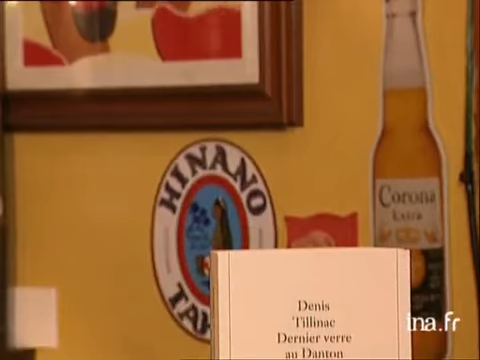 HINANO
TA
Corona
Extra
Denis
Tillinac
Dernier verre
au Danton
ina.fr